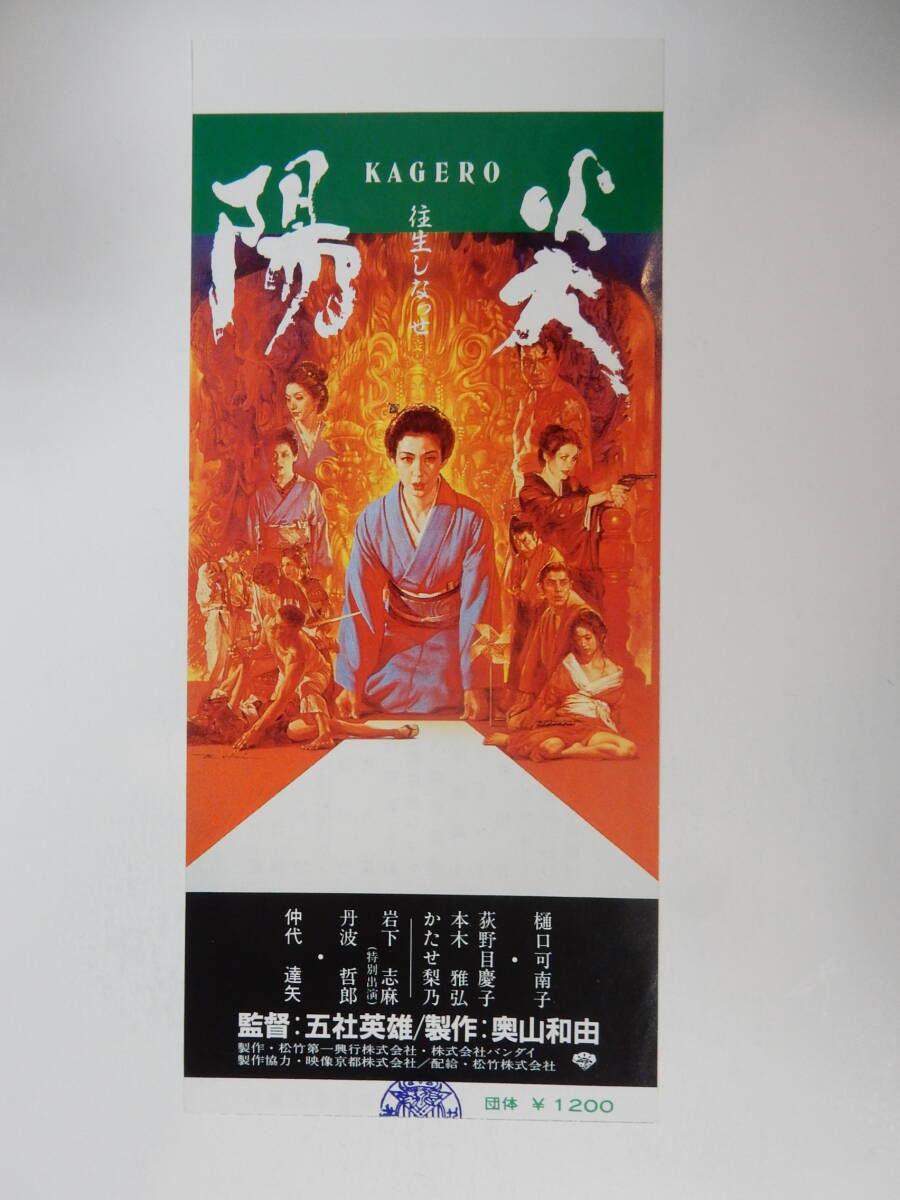 陽炎
KAGERO
往生しなっせ
樋口可南子
・
荻野目慶子
本木 雅弘
かたせ梨乃
岩下 志麻
(特別出演)
丹波 哲郎
・
仲代 達矢
監督:五社英雄/製作:奥山和由
製作・松竹第一興行株式会社・株式会社バンダイ
製作協力・映像京都株式会社/配給・松竹株式会社
団体 ¥1200